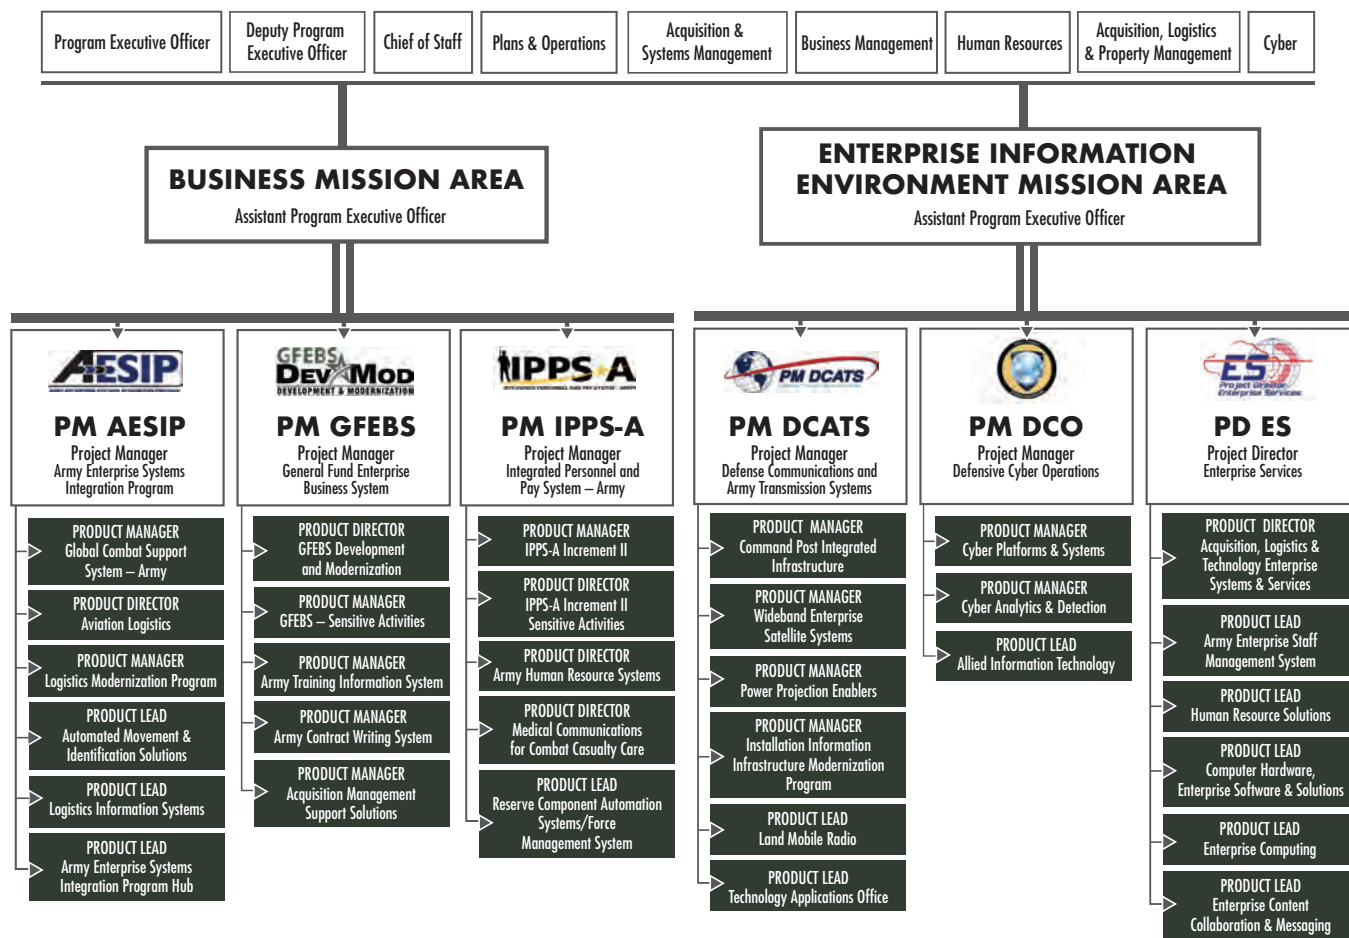 Program Executive Officer
Deputy Program
Executive Officer
Chief of Staff
Plans & Operations
Acquisition &
Systems Management
Business Management
Human Resources
Acquisition, Logistics
& Property Management
Cyber
BUSINESS MISSION AREA
Assistant Program Executive Officer
ENTERPRISE INFORMATION
ENVIRONMENT MISSION AREA
Assistant Program Executive Officer
AESIP
PM AESIP
Project Manager
Army Enterprise Systems
Integration Program
PRODUCT MANAGER
Global Combat Support
System – Army
PRODUCT DIRECTOR
Aviation Logistics
PRODUCT MANAGER
Logistics Modernization Program
PRODUCT LEAD
Automated Movement &
Identification Solutions
PRODUCT LEAD
Logistics Information Systems
PRODUCT LEAD
Army Enterprise Systems
Integration Program Hub
GFEBS
DEV MOD
DEVELOPMENT & MODERNIZATION
PM GFEBS
Project Manager
General Fund Enterprise
Business System
PRODUCT DIRECTOR
GFEBS Development
and Modernization
PRODUCT MANAGER
GFEBS – Sensitive Activities
PRODUCT MANAGER
Army Training Information System
PRODUCT MANAGER
Army Contract Writing System
PRODUCT MANAGER
Acquisition Management
Support Solutions
IPPS A
INTEGRATED PERSONNEL AND PAY SYSTEM - ARMY
PM IPPS-A
Project Manager
Integrated Personnel and
Pay System – Army
PRODUCT MANAGER
IPPS-A Increment II
PRODUCT DIRECTOR
IPPS-A Increment II
Sensitive Activities
PRODUCT DIRECTOR
Army Human Resource Systems
PRODUCT DIRECTOR
Medical Communications
for Combat Casualty Care
PRODUCT LEAD
Reserve Component Automation
Systems/Force
Management System
PM DCATS
PM DCATS
Project Manager
Defense Communications and
Army Transmission Systems
PRODUCT MANAGER
Command Post Integrated
Infrastructure
PRODUCT MANAGER
Wideband Enterprise
Satellite Systems
PRODUCT MANAGER
Power Projection Enablers
PRODUCT MANAGER
Installation Information
Infrastructure Modernization
Program
PRODUCT LEAD
Land Mobile Radio
PRODUCT LEAD
Technology Applications Office
PM DCO
Project Manager
Defensive Cyber Operations
PRODUCT MANAGER
Cyber Platforms & Systems
PRODUCT MANAGER
Cyber Analytics & Detection
PRODUCT LEAD
Allied Information Technology
ES
Project Director
Enterprise Services
PD ES
Project Director
Enterprise Services
PRODUCT DIRECTOR
Acquisition, Logistics &
Technology Enterprise
Systems & Services
PRODUCT LEAD
Army Enterprise Staff
Management System
PRODUCT LEAD
Human Resource Solutions
PRODUCT LEAD
Computer Hardware,
Enterprise Software & Solutions
PRODUCT LEAD
Enterprise Computing
PRODUCT LEAD
Enterprise Content
Collaboration & Messaging